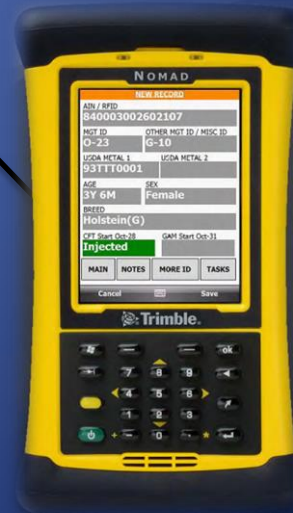 NOMAD
NEW RECORD
AIN / RFID
840003002602107
MGT ID OTHER MGT ID / MISC ID
O-23 G-10
USDA METAL 1 USDA METAL 2
93TTT0001
AGE SEX
3Y 6M Female
BREED
Holstein(G)
CFT Start Oct-28 GAM Start Oct-31
Injected
MAIN NOTES MORE ID TASKS
Cancel Save
Trimble.
ok
7 8 9
4 5 6
1 2 3
+ - 0 . *